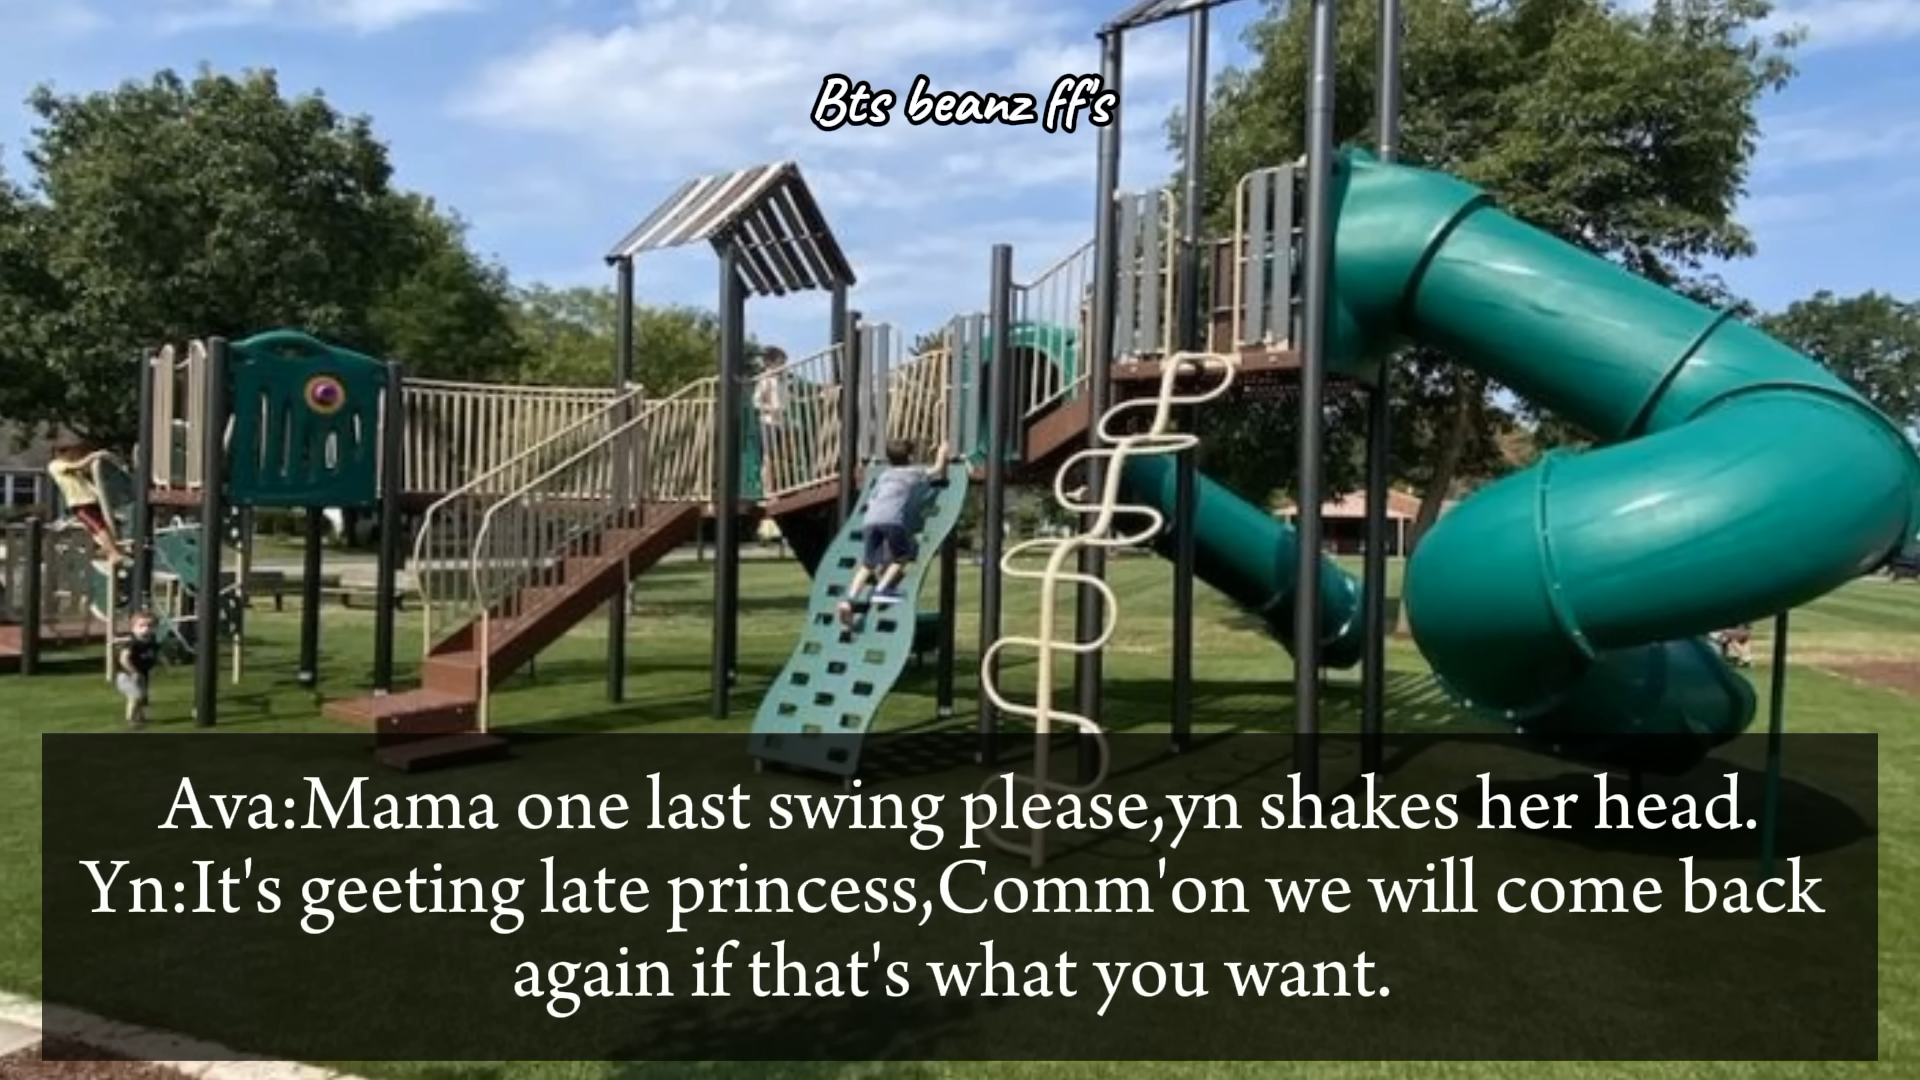 Bts beanz ff's
Ava:Mama one last swing please,yn shakes her head.
Yn:It's geeting late princess,Comm'on we will come back
again if that's what you want.